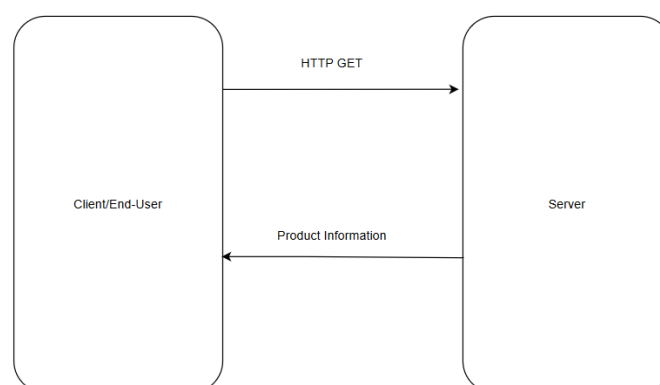 HTTP GET
Client/End-User
Server
Product Information